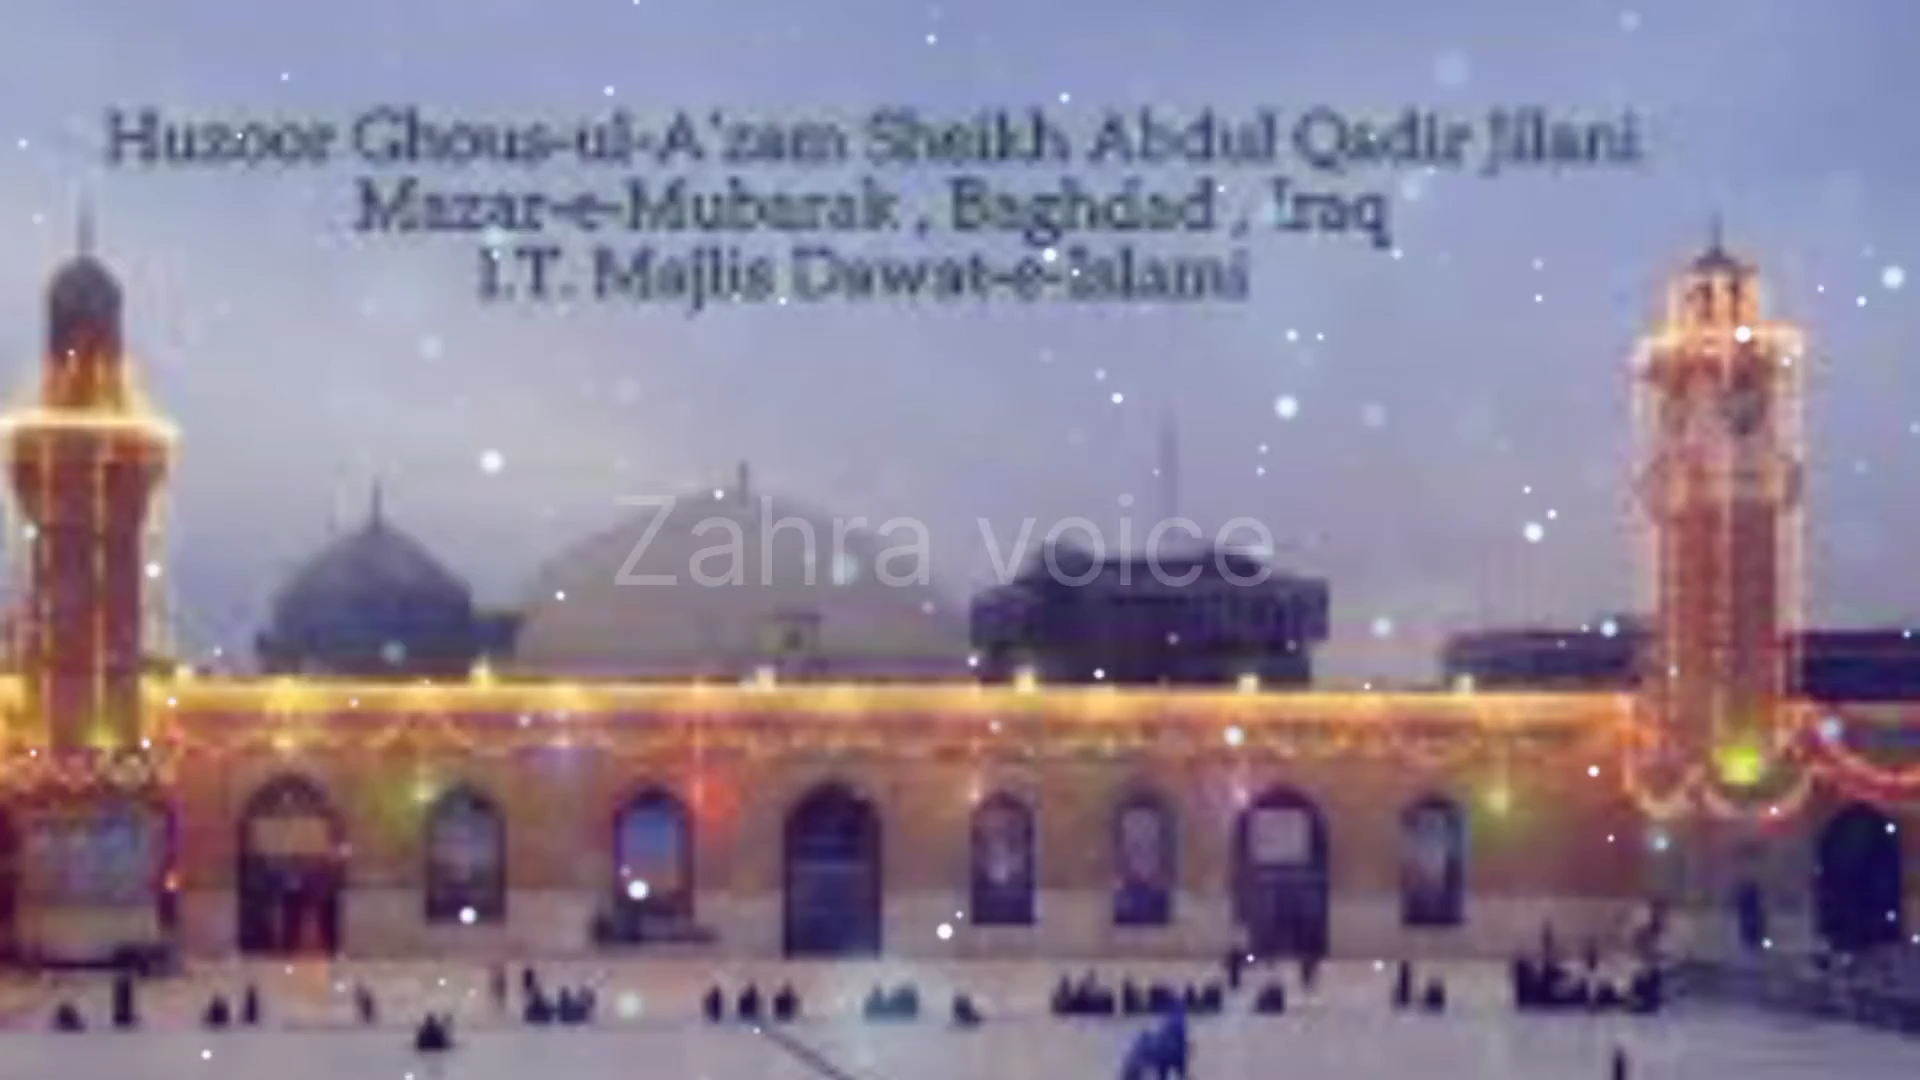 Huzoor Ghous-ul-A'zam Sheikh Abdul Qadir Jilani
Mazar-e-Mubarak , Baghdad , Iraq
I.T. Majlis Dawat-e-Islami
Zahra voice